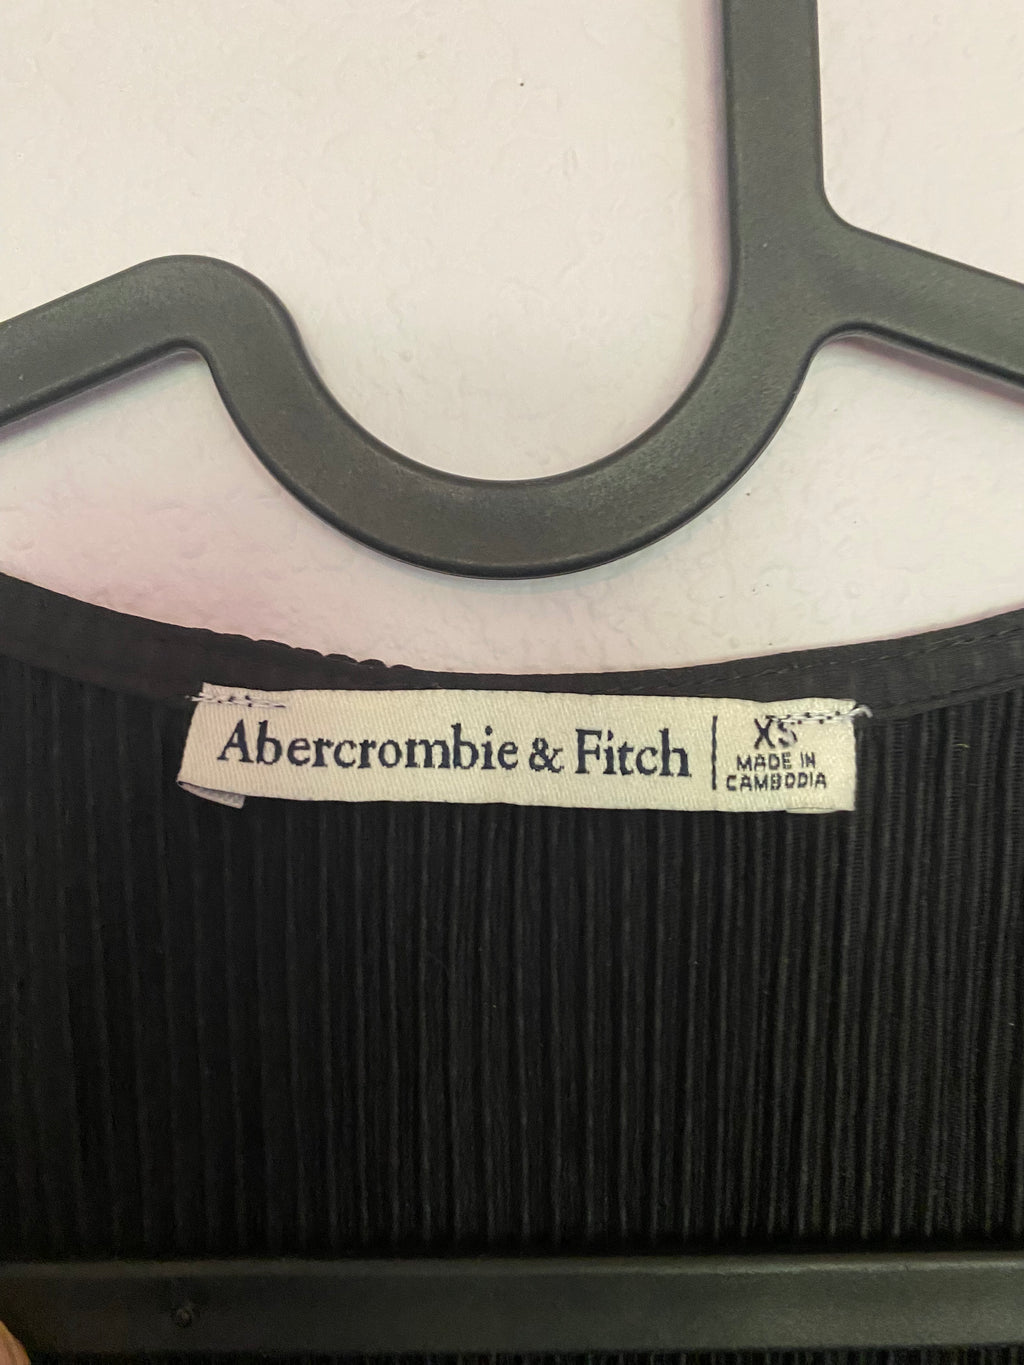 Abercrombie & Fitch
XS
MADE IN
CAMBODIA